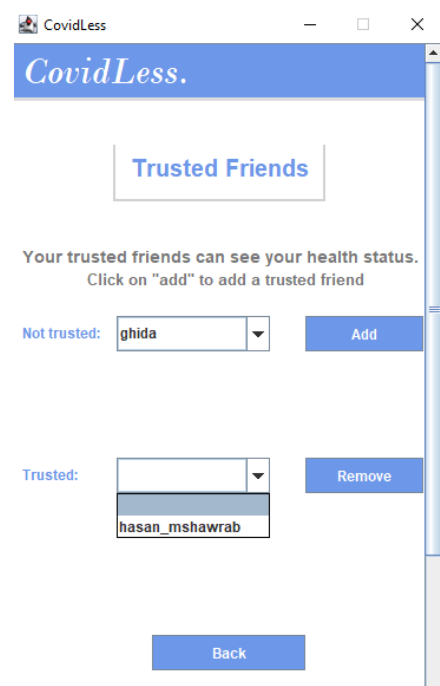 CovidLess
CovidLess.
Trusted Friends
Your trusted friends can see your health status.
Click on "add" to add a trusted friend
Not trusted: ghida Add
Trusted: Remove
hasan_mshawrab
Back